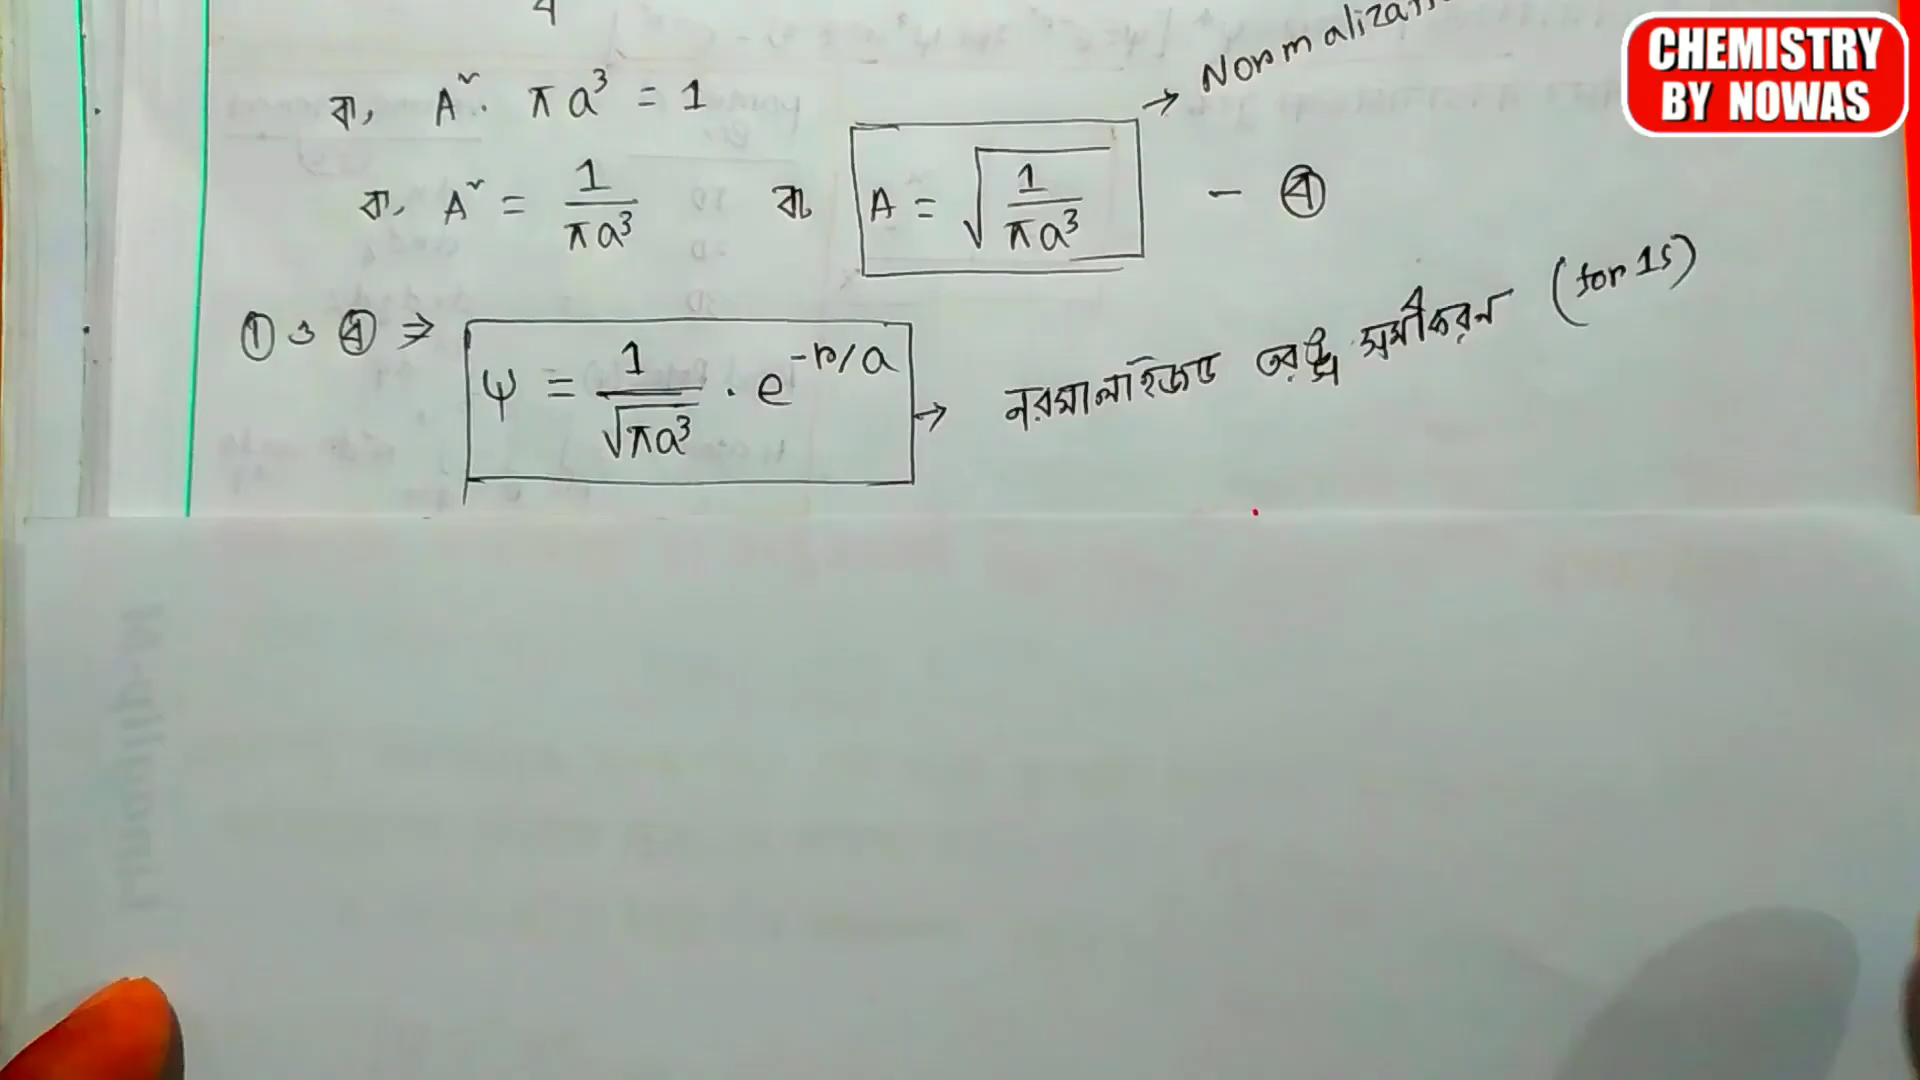 Normalizati
CHEMISTRY
BY NOWAS
বা, A². πa³ = 1
বা, A² = 1/πa³ বা, A = √(1/πa³) - ④
① ও ④ ⇒ ψ = 1/√πa³ . e^(-r/a) → নরমালাইজড তরঙ্গ সমীকরণ (for 1s)